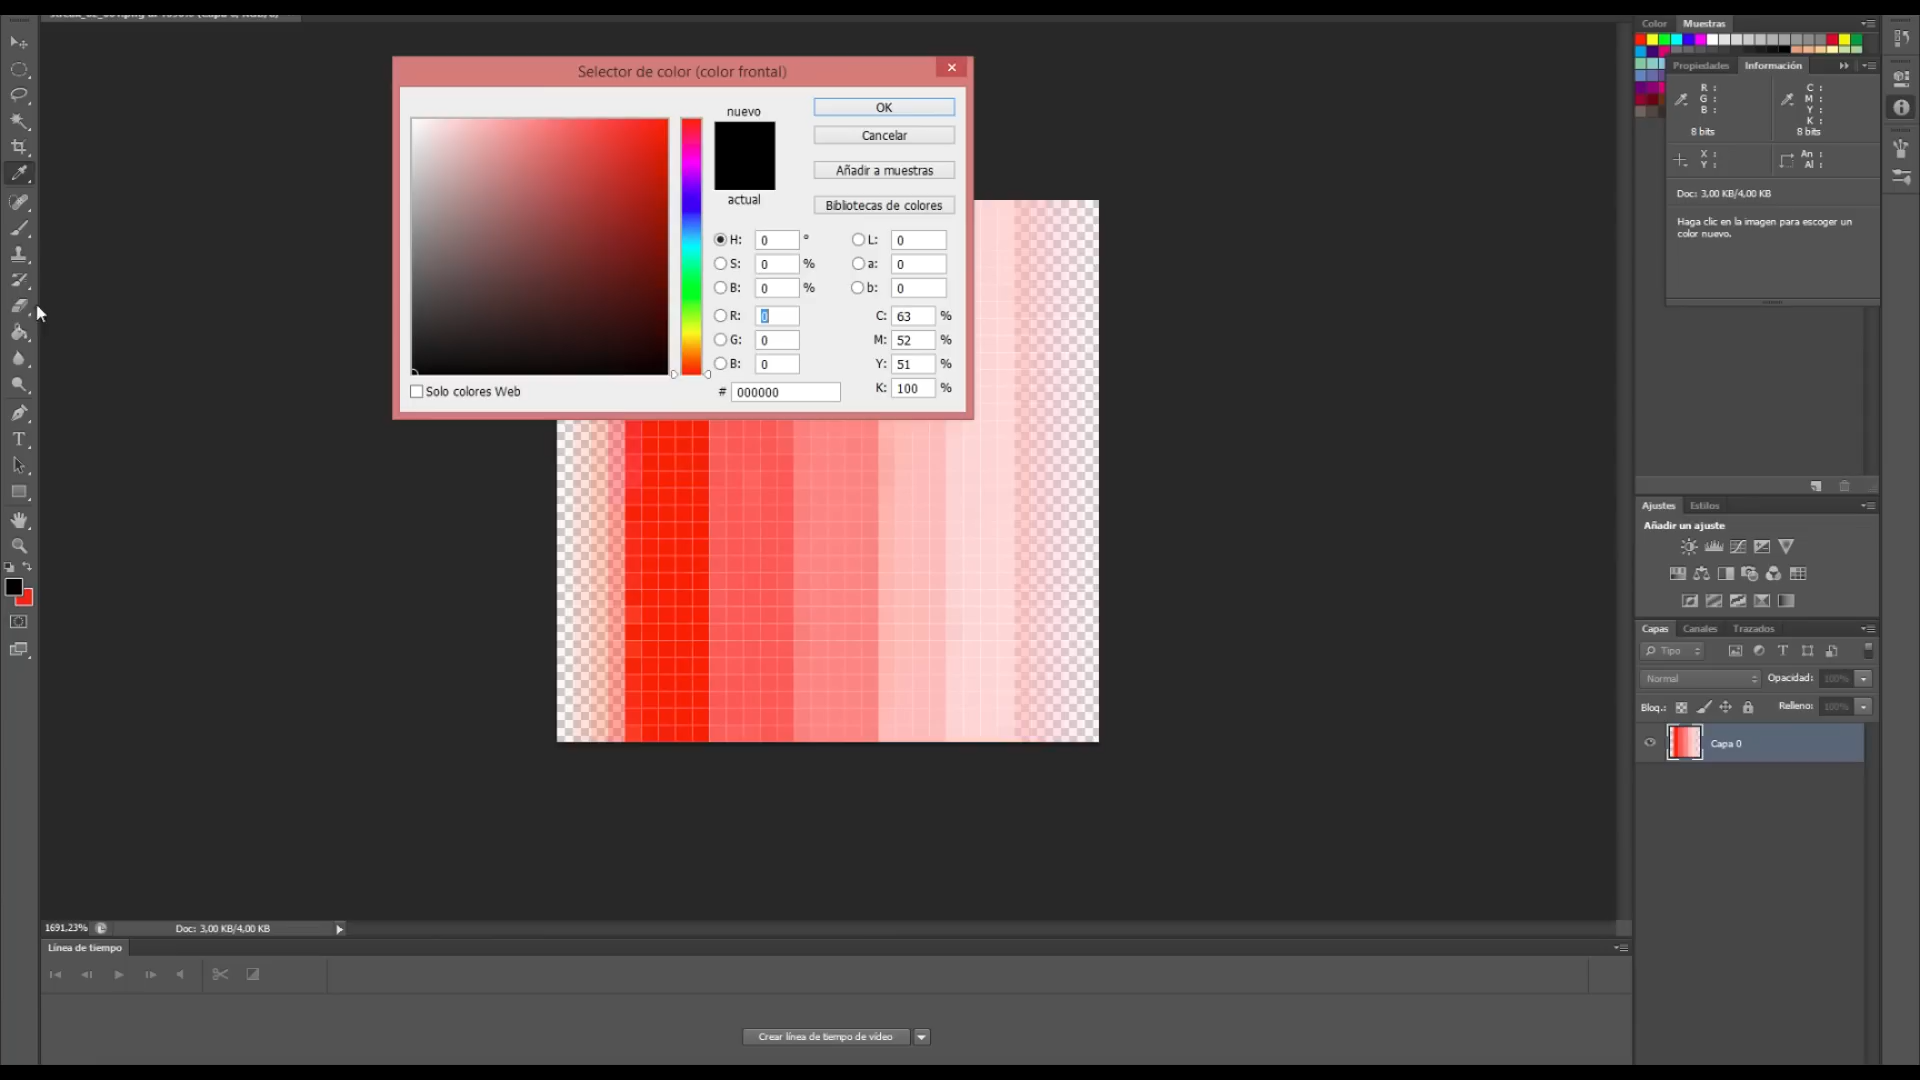 Selector de color (color frontal)
nuevo
actual
OK
Cancelar
Añadir a muestras
Bibliotecas de colores
H: 0 °
S: 0 %
B: 0 %
R: 0
G: 0
B: 0
# 000000
L: 0
a: 0
b: 0
C: 63 %
M: 52 %
Y: 51 %
K: 100 %
Solo colores Web
Color Muestras
Propiedades Información
R :
G :
B :
8 bits
C :
M :
Y :
K :
8 bits
X :
Y :
An :
Al :
Doc: 3,00 KB/4,00 KB
Haga clic en la imagen para escoger un
color nuevo.
Ajustes Estilos
Añadir un ajuste
Capas Canales Trazados
Tipo
Normal Opacidad: 100%
Bloq.: Relleno: 100%
Capa 0
1691,23% Doc: 3,00 KB/4,00 KB
Línea de tiempo
Crear línea de tiempo de vídeo